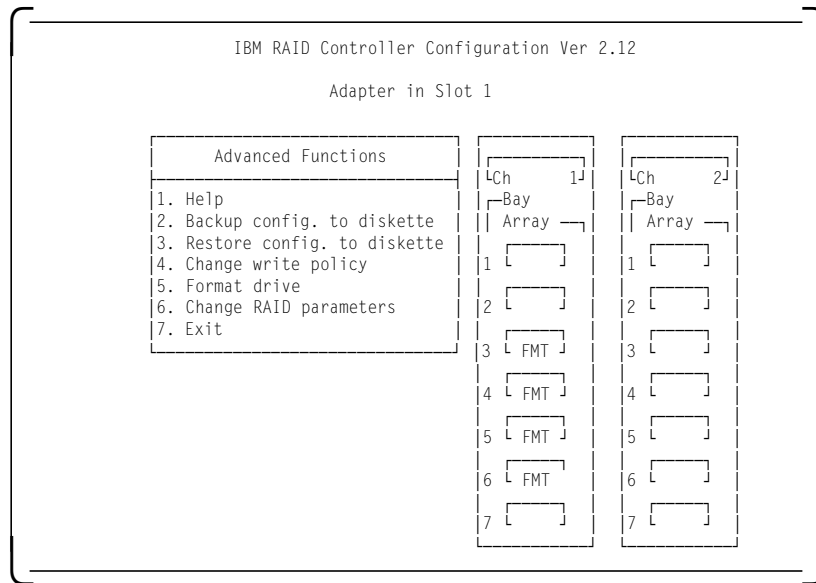 IBM RAID Controller Configuration Ver 2.12
Adapter in Slot 1
Advanced Functions
1. Help
2. Backup config. to diskette
3. Restore config. to diskette
4. Change write policy
5. Format drive
6. Change RAID parameters
7. Exit
Ch 1
Bay
Array
1
2
3 FMT
4 FMT
5 FMT
6 FMT
7
Ch 2
Bay
Array
1
2
3
4
5
6
7